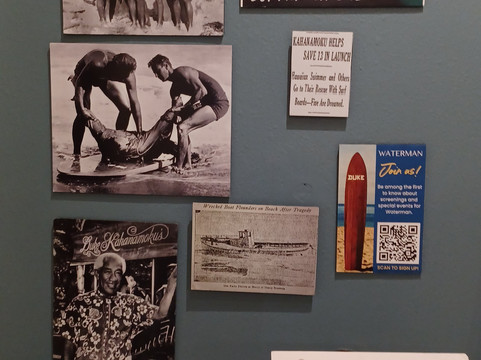 KAHANAMOKU HELPS
SAVE 13 IN LAUNCH
Hawaiian Swimmer and Others
Go to Their Rescue With Surf
Boards—Five Are Drowned.
WATERMAN
Join us!
Be among the first
to know about
screenings and
special events for
Waterman.
SCAN TO SIGN UP!
DUKE
Wrecked Boat Flounders on Beach After Tragedy
Duke Kahanamoku's